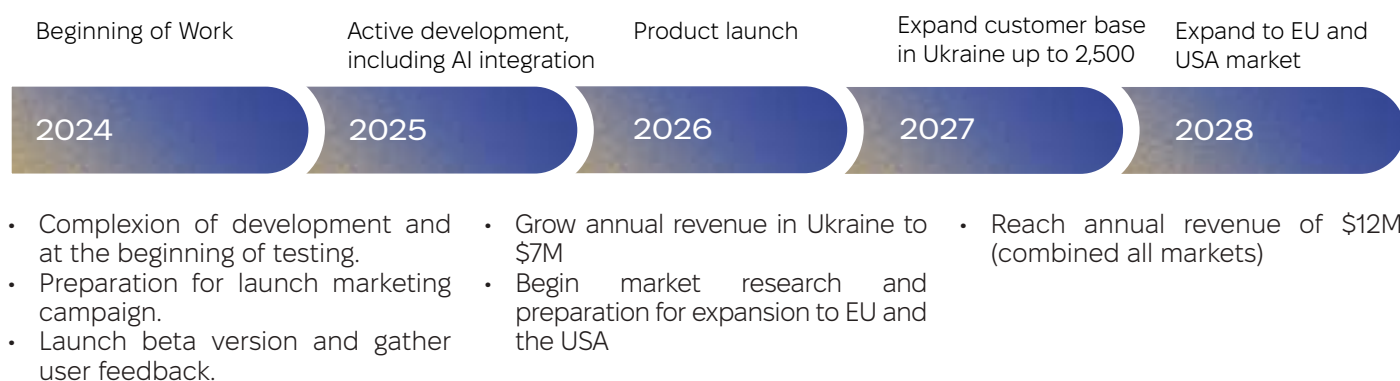 Beginning of Work
Active development,
including AI integration
Product launch
Expand customer base
in Ukraine up to 2,500
Expand to EU and
USA market
2024
2025
2026
2027
2028
• Complexion of development and
at the beginning of testing.
• Preparation for launch marketing
campaign.
• Launch beta version and gather
user feedback.
• Grow annual revenue in Ukraine to
$7M
• Begin market research and
preparation for expansion to EU and
the USA
• Reach annual revenue of $12M
(combined all markets)